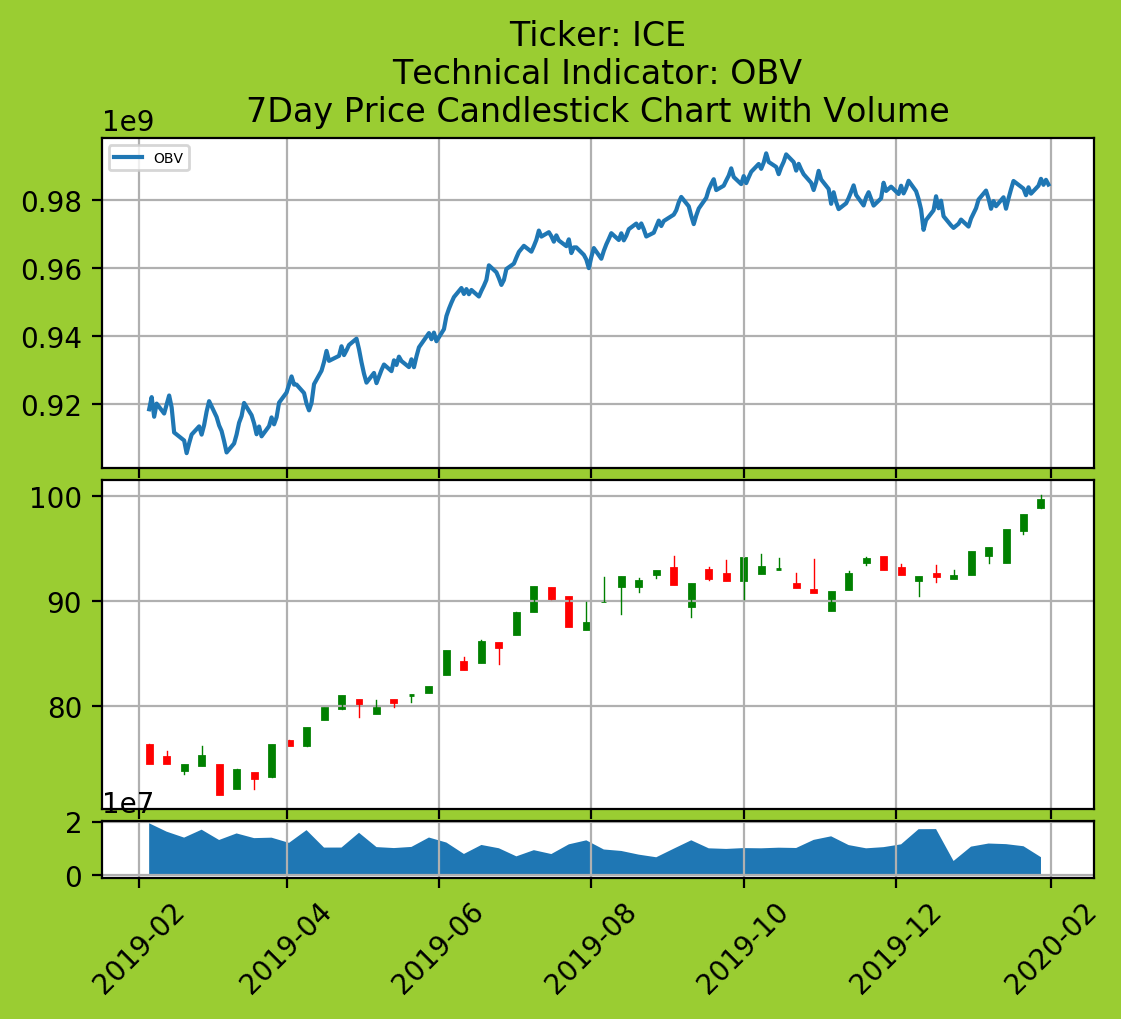 Ticker: ICE
Technical Indicator: OBV
7Day Price Candlestick Chart with Volume
1e9
OBV
0.98
0.96
0.94
0.92
100
90
80
1e7
2
0
2019-02
2019-04
2019-06
2019-08
2019-10
2019-12
2020-02